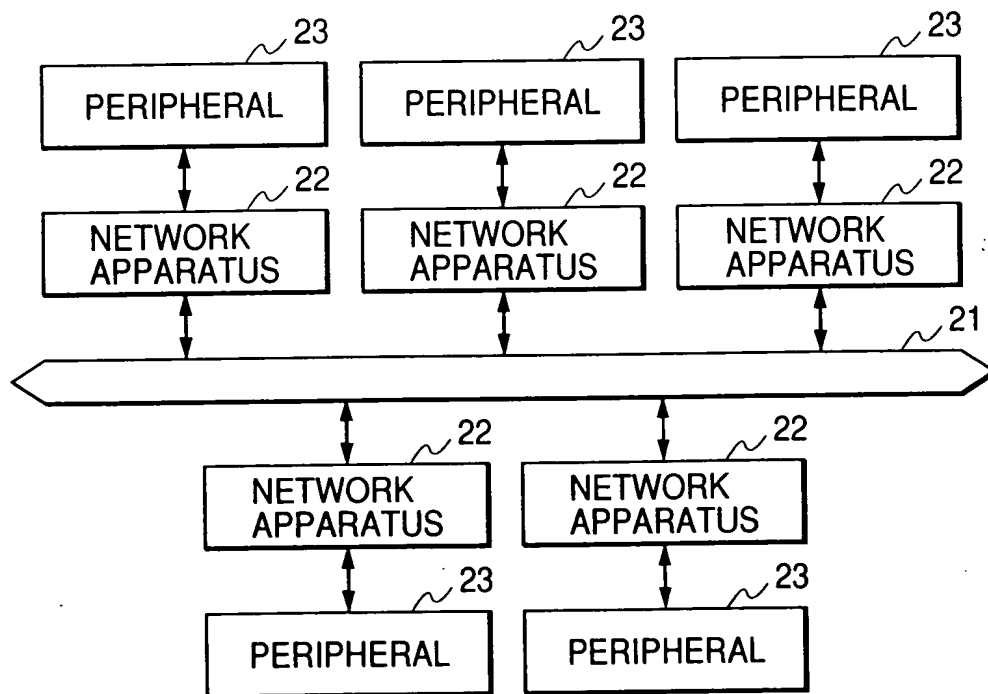 23
23
23
PERIPHERAL
PERIPHERAL
PERIPHERAL
22
22
22
NETWORK
APPARATUS
NETWORK
APPARATUS
NETWORK
APPARATUS
21
22
22
NETWORK
APPARATUS
NETWORK
APPARATUS
23
23
PERIPHERAL
PERIPHERAL